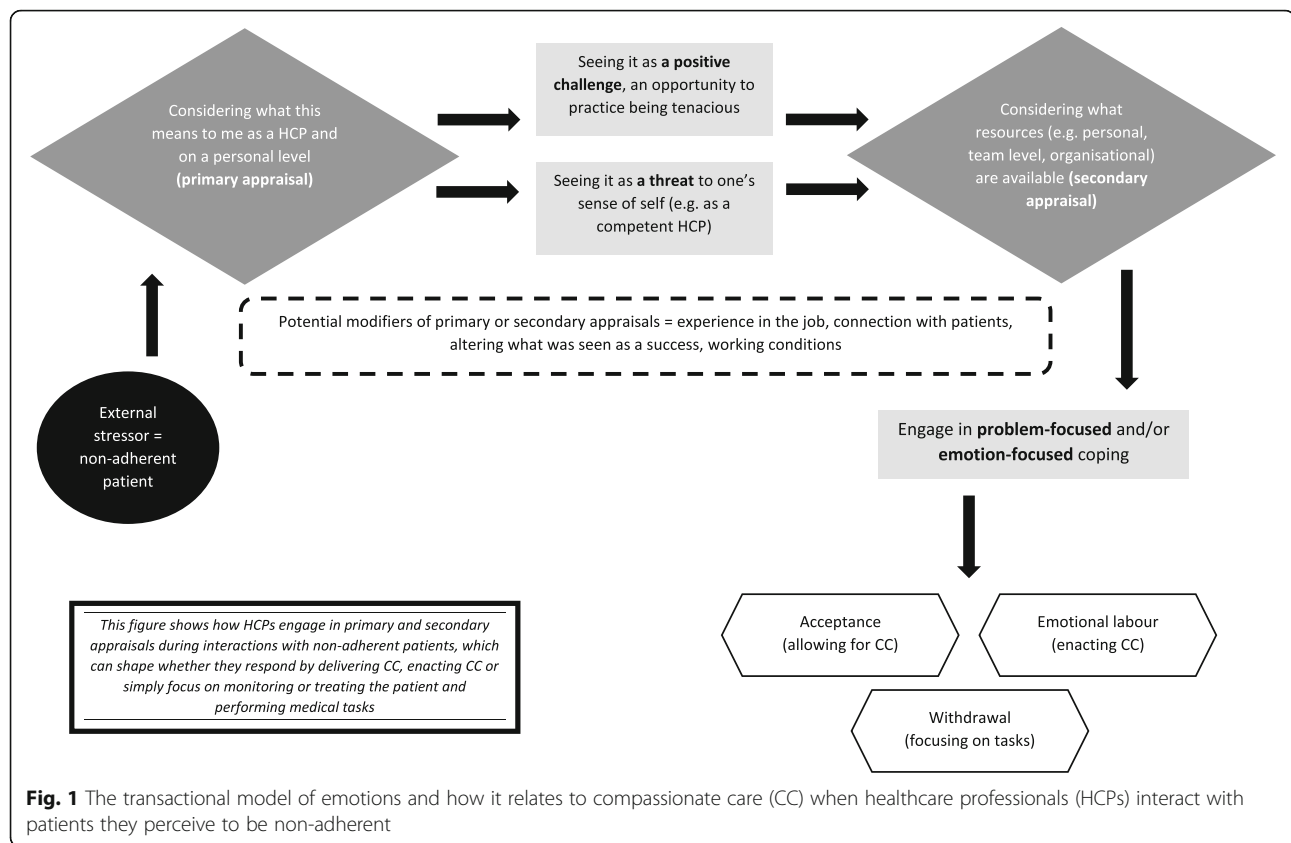 Considering what this
means to me as a HCP and
on a personal level
(primary appraisal)
Seeing it as a positive
challenge, an opportunity to
practice being tenacious
Seeing it as a threat to one's
sense of self (e.g. as a
competent HCP)
Considering what
resources (e.g. personal,
team level, organisational)
are available (secondary
appraisal)
Potential modifiers of primary or secondary appraisals = experience in the job, connection with patients,
altering what was seen as a success, working conditions
External
stressor =
non-adherent
patient
Engage in problem-focused and/or
emotion-focused coping
This figure shows how HCPs engage in primary and secondary
appraisals during interactions with non-adherent patients, which
can shape whether they respond by delivering CC, enacting CC or
simply focus on monitoring or treating the patient and
performing medical tasks
Acceptance
(allowing for CC)
Emotional labour
(enacting CC)
Withdrawal
(focusing on tasks)
Fig. 1 The transactional model of emotions and how it relates to compassionate care (CC) when healthcare professionals (HCPs) interact with
patients they perceive to be non-adherent